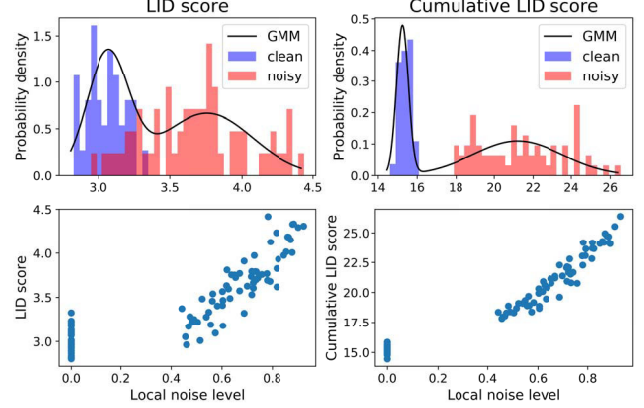 LID score
Cumulative LID score
Probability density
1.5
1.0
0.5
0.0
3.0
3.5
4.0
4.5
GMM
clean
noisy
Probability density
0.5
0.4
0.3
0.2
0.1
0.0
14
16
18
20
22
24
26
GMM
clean
noisy
LID score
4.5
4.0
3.5
3.0
0.0
0.2
0.4
0.6
0.8
Local noise level
Cumulative LID score
25.0
22.5
20.0
17.5
15.0
0.0
0.2
0.4
0.6
0.8
Local noise level